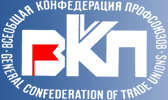 ВСЕОБЩАЯ КОНФЕДЕРАЦИЯ ПРОФСОЮЗОВ
ВКП
GENERAL CONFEDERATION OF TRADE UNIONS